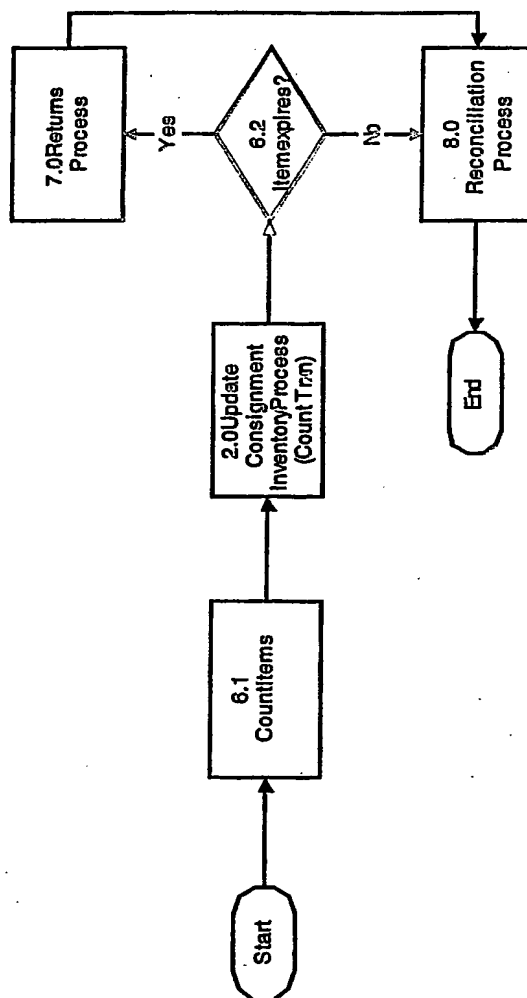 Start
6.1
CountItems
2.0Update
Consignment
InventoryProcess
(Count Trxn)
6.2
Itemexpires?
Yes
7.0Returns
Process
No
8.0
Reconciliation
Process
End